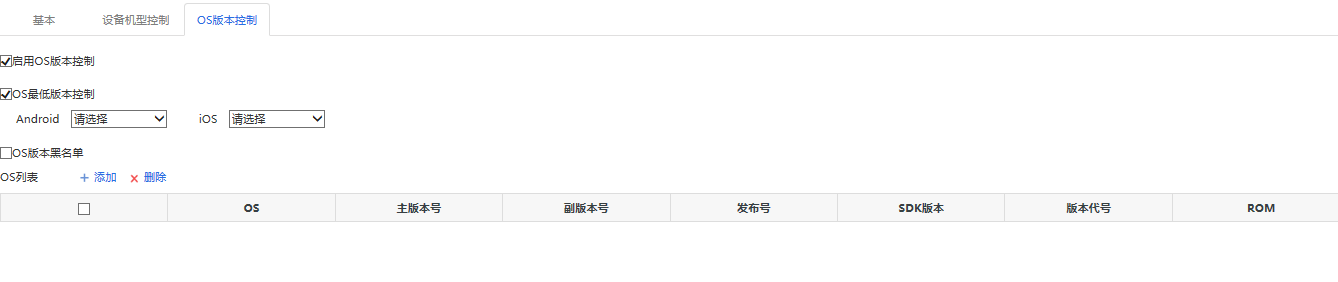 基本 设备机型控制 OS版本控制
启用OS版本控制
OS最低版本控制
Android 请选择 iOS 请选择
OS版本黑名单
OS列表 + 添加 × 删除
OS 主版本号 副版本号 发布号 SDK版本 版本代号 ROM